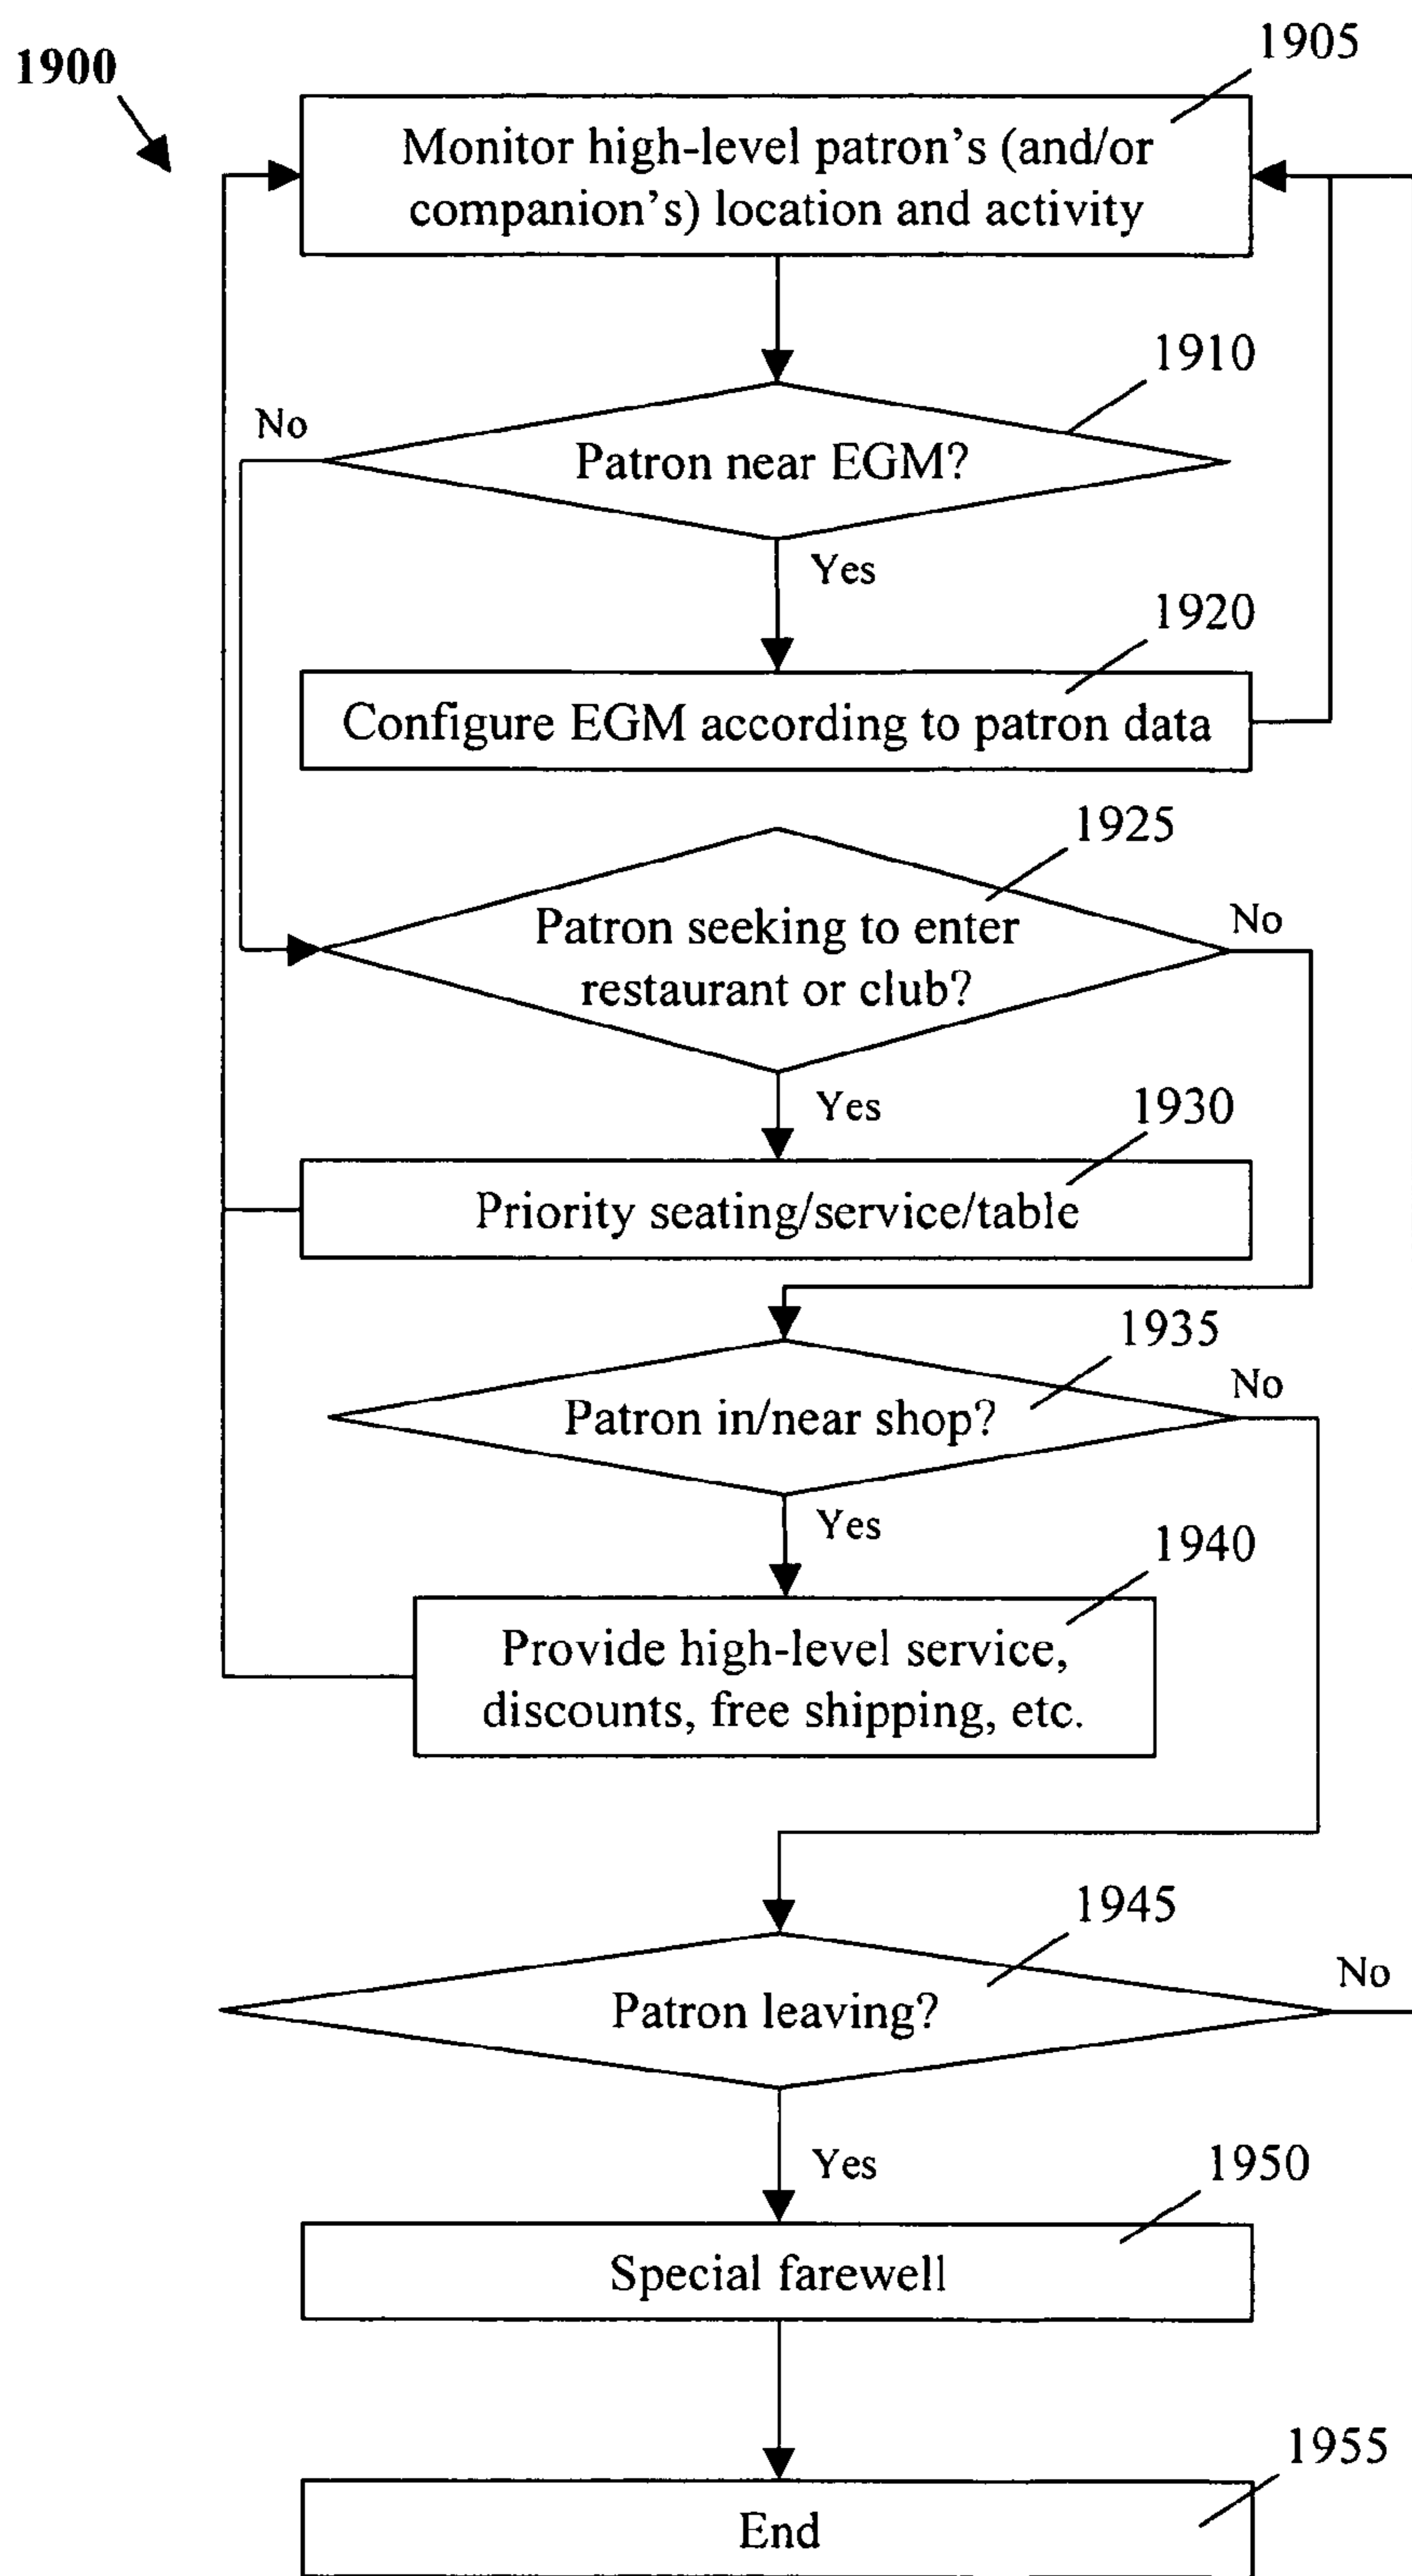 1900
1905
Monitor high-level patron's (and/or
companion's) location and activity
1910
No
Patron near EGM?
Yes
1920
Configure EGM according to patron data
1925
Patron seeking to enter
restaurant or club?
No
Yes
1930
Priority seating/service/table
1935
No
Patron in/near shop?
Yes
1940
Provide high-level service,
discounts, free shipping, etc.
1945
No
Patron leaving?
Yes
1950
Special farewell
1955
End